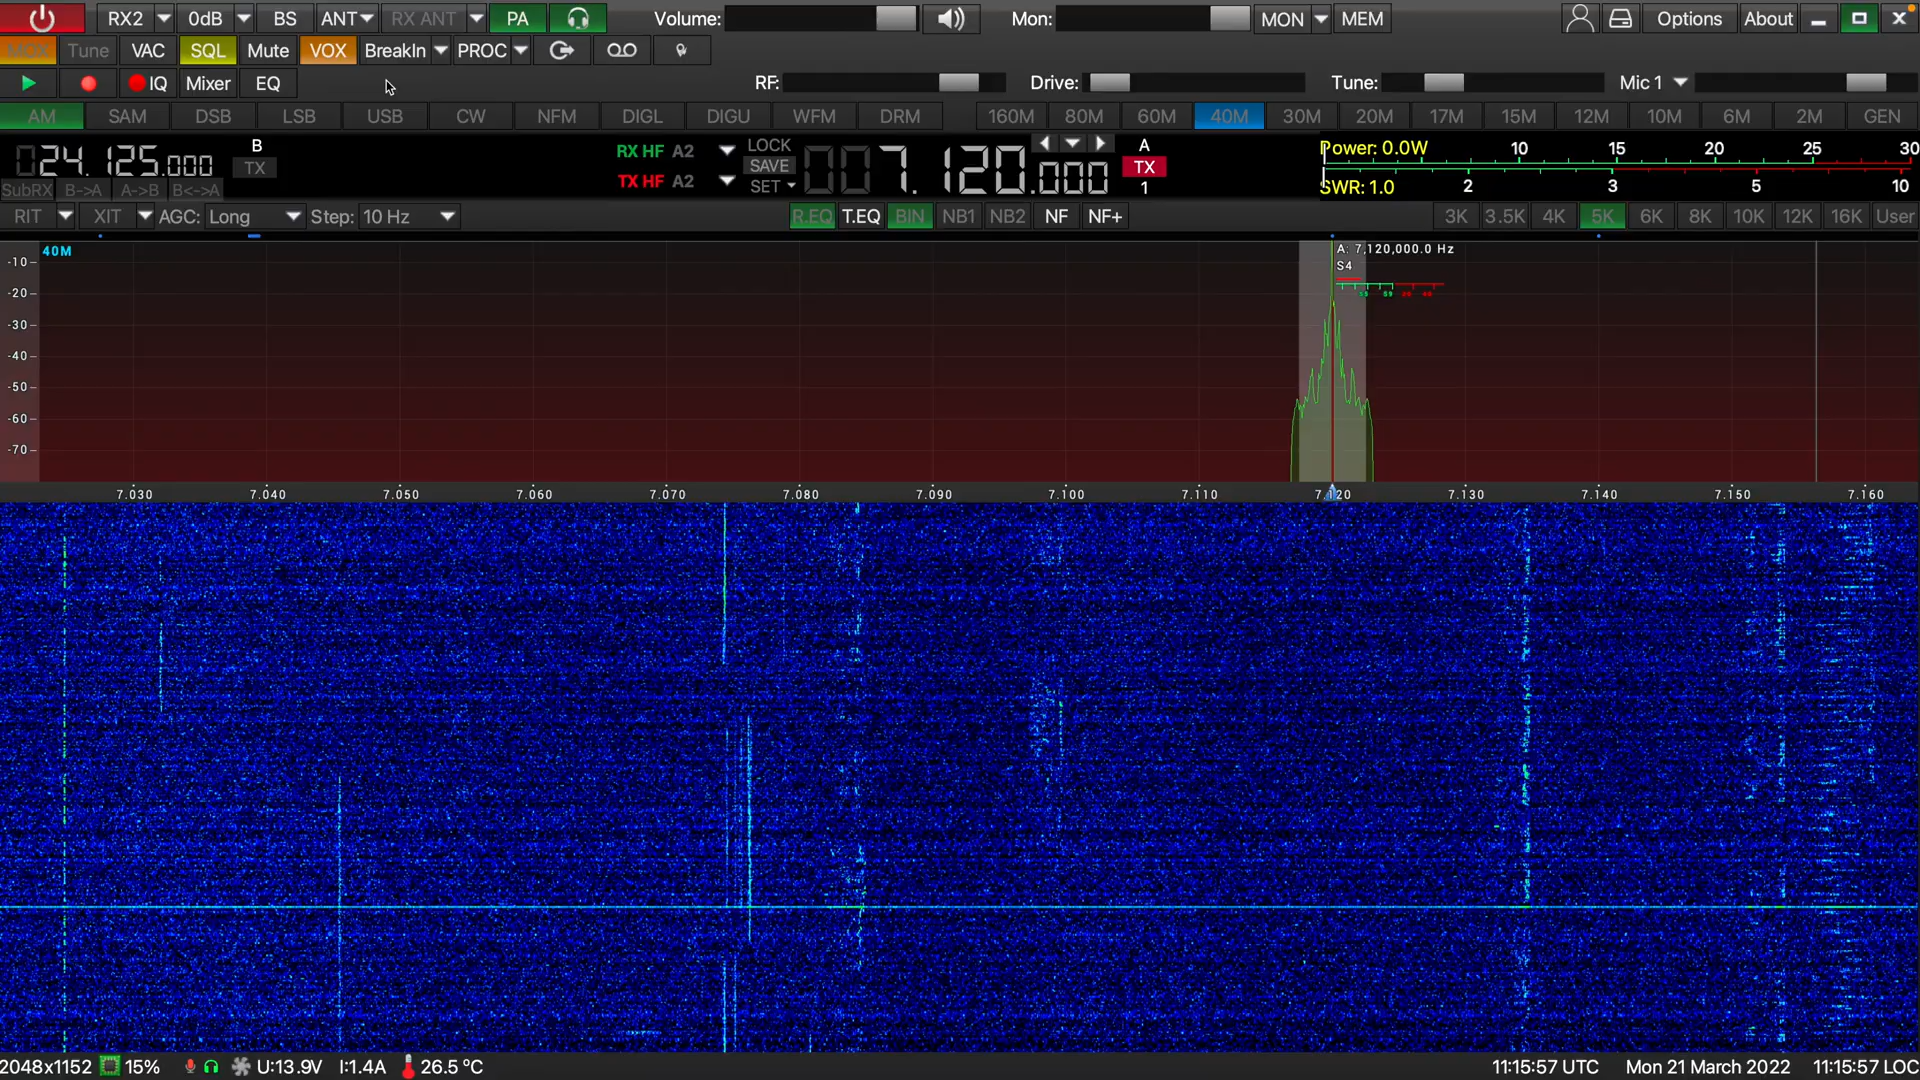 RX2 0dB BS ANT RX ANT PA Volume: Mon: MON MEM Options About
MOX Tune VAC SQL Mute VOX BreakIn PROC
IQ Mixer EQ RF: Drive: Tune: Mic 1
AM SAM DSB LSB USB CW NFM DIGL DIGU WFM DRM 160M 80M 60M 40M 30M 20M 17M 15M 12M 10M 6M 2M GEN
024.125.000 B TX RX HF A2 LOCK 007.120.000 A TX 1 Power: 0.0W 10 15 20 25 30
TX HF A2 SAVE SET SWR: 1.0 2 3 5 10
SubRX B->A A->B B<->A
RIT XIT AGC: Long Step: 10 Hz R.EQ T.EQ BIN NB1 NB2 NF NF+ 3K 3.5K 4K 5K 6K 8K 10K 12K 16K User
40M A: 7,120,000.0 Hz
S4
-10
-20
-30
-40
-50
-60
-70
7.030 7.040 7.050 7.060 7.070 7.080 7.090 7.100 7.110 7.120 7.130 7.140 7.150 7.160
2048x1152 15% U:13.9V I:1.4A 26.5 °C 11:15:57 UTC Mon 21 March 2022 11:15:57 LOC